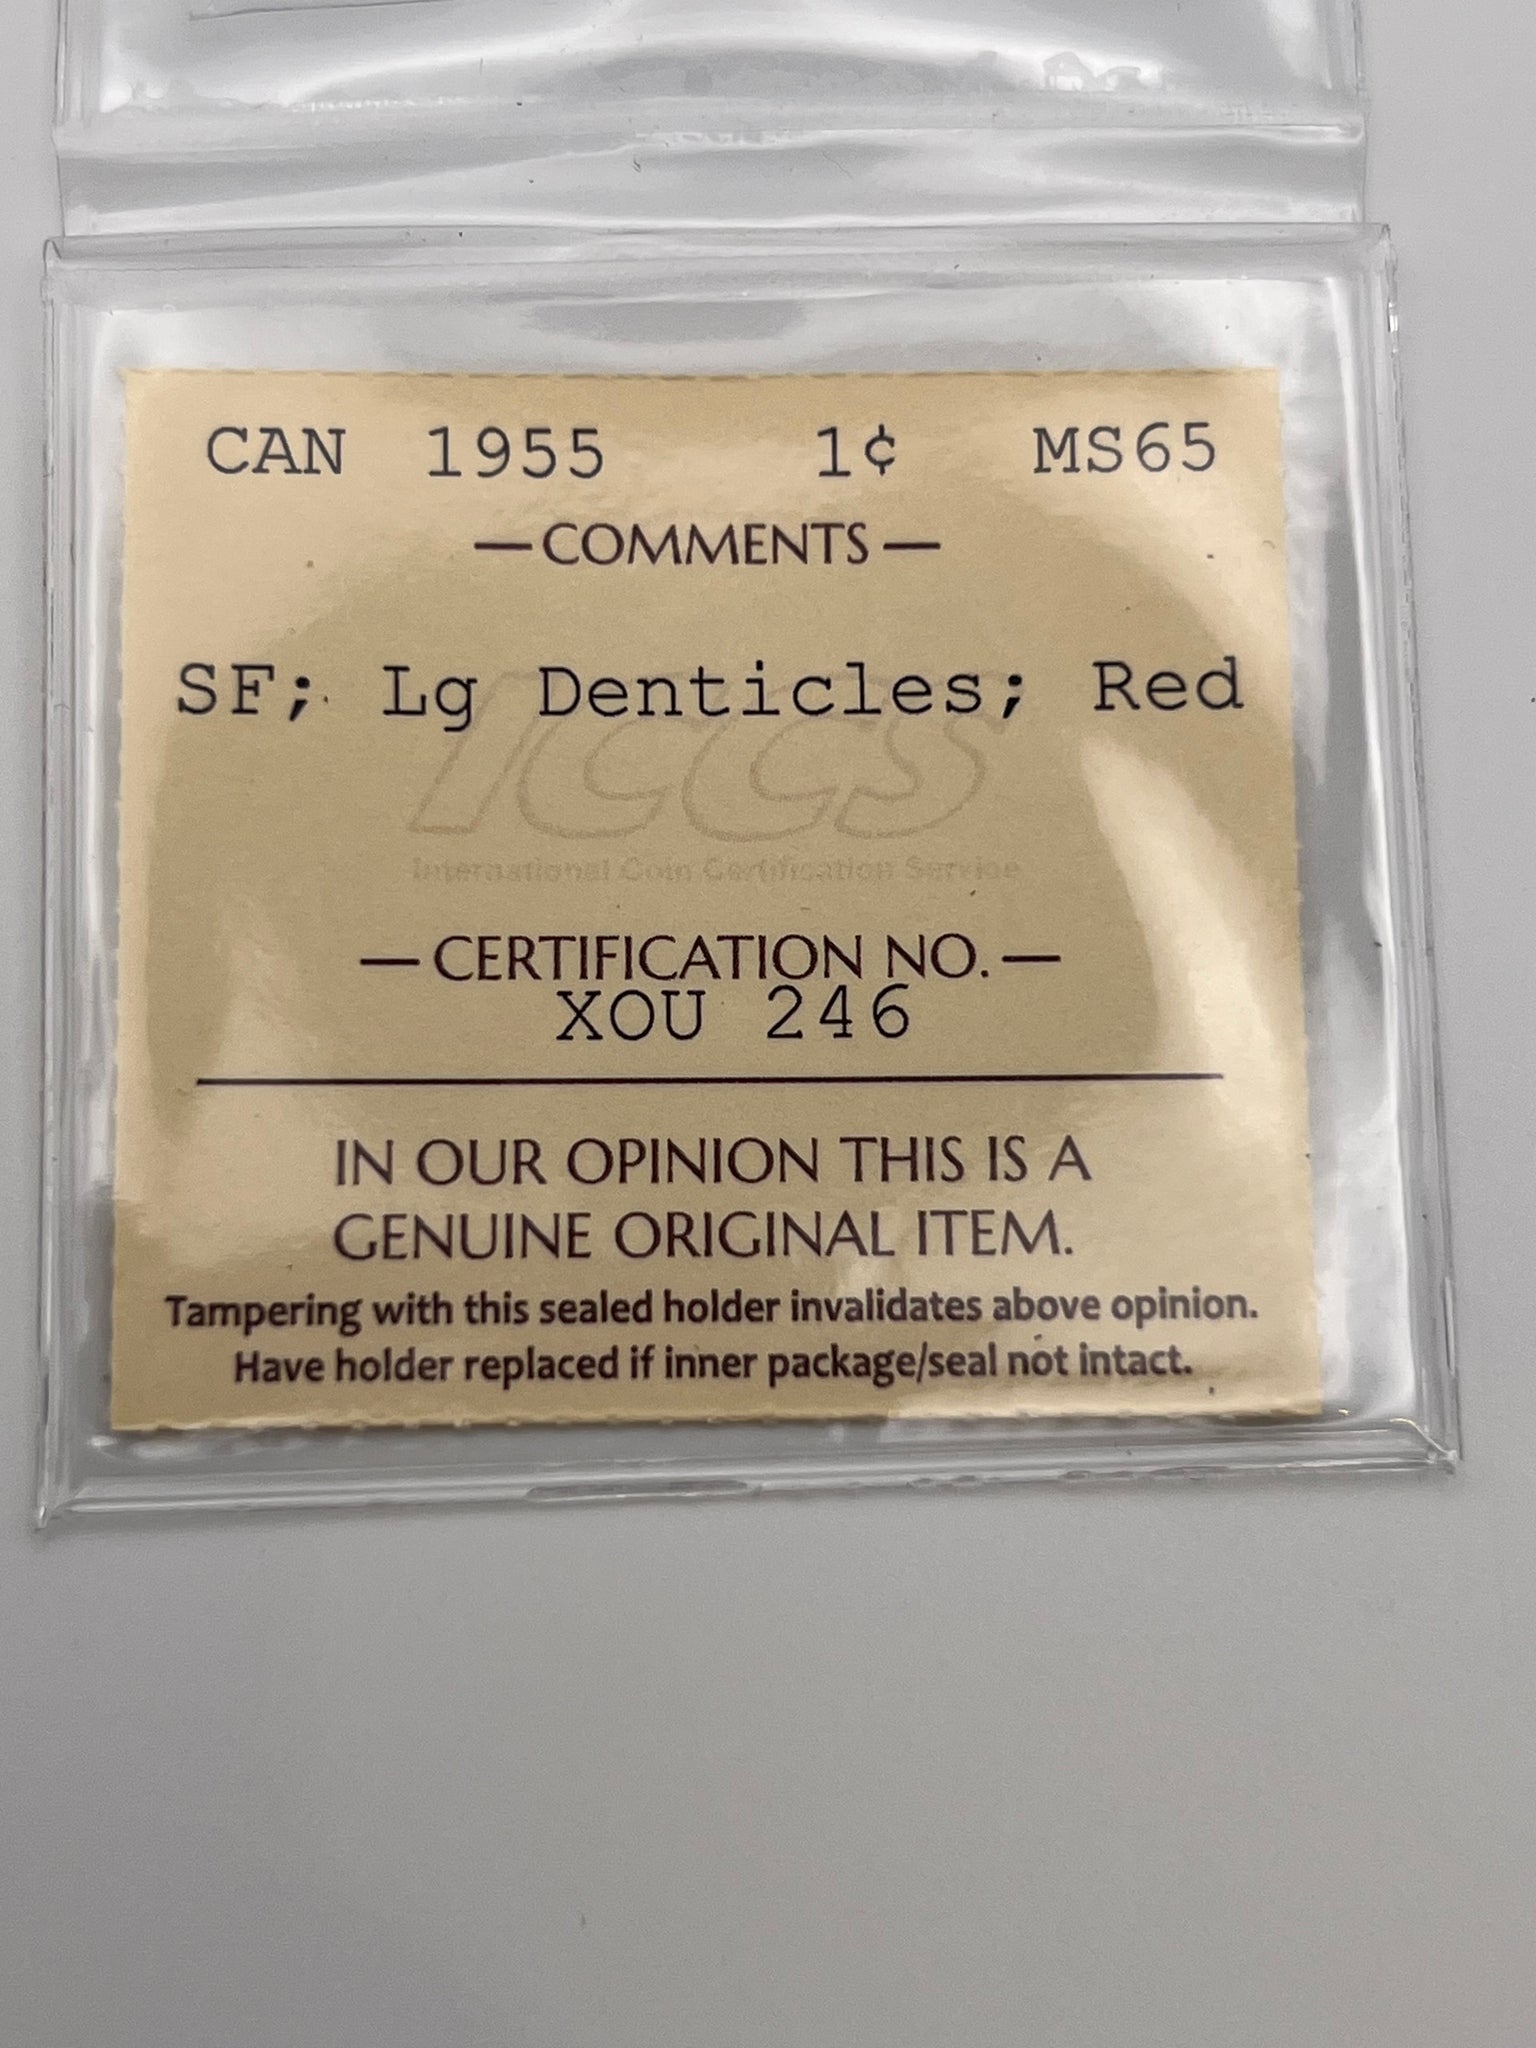 CAN 1955 1¢ MS65
— COMMENTS —
SF; Lg Denticles; Red
ICCS
International Coin Certification Service
— CERTIFICATION NO. —
XOU 246
IN OUR OPINION THIS IS A
GENUINE ORIGINAL ITEM.
Tampering with this sealed holder invalidates above opinion.
Have holder replaced if inner package/seal not intact.